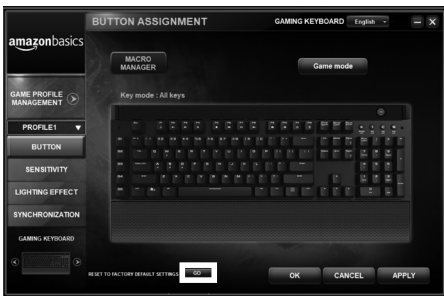 BUTTON ASSIGNMENT
GAMING KEYBOARD
English
amazonbasics
MACRO
MANAGER
Game mode
GAME PROFILE
MANAGEMENT
Key mode : All keys
PROFILE1
BUTTON
SENSITIVITY
LIGHTING EFFECT
SYNCHRONIZATION
GAMING KEYBOARD
RESET TO FACTORY DEFAULT SETTINGS
GO
OK
CANCEL
APPLY